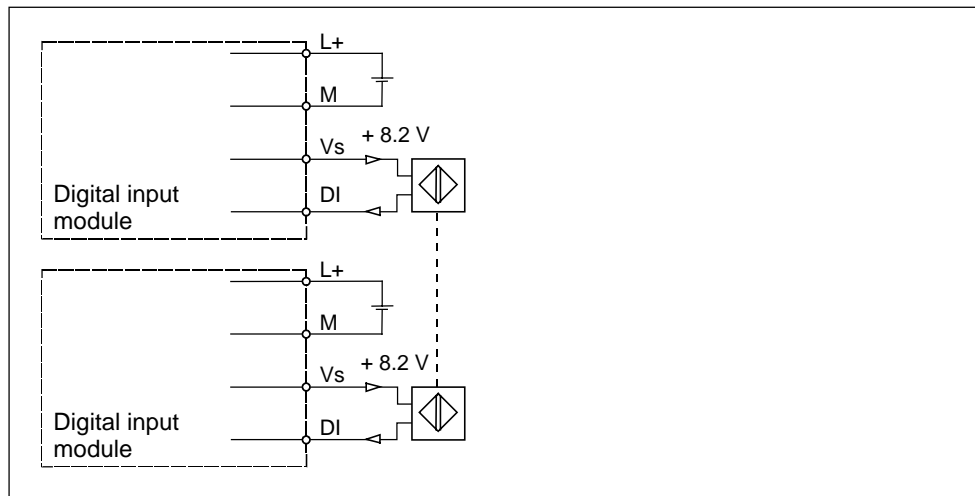 L+
M
Vs + 8.2 V
DI
Digital input
module
L+
M
Vs + 8.2 V
DI
Digital input
module